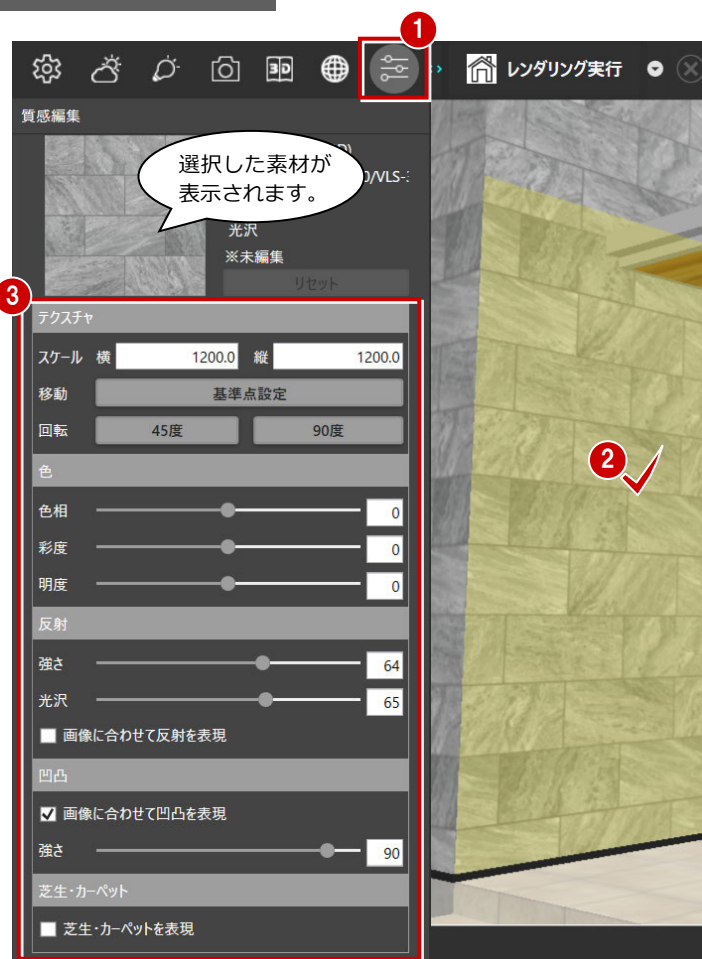 1
3D
レンダリング実行
質感編集
選択した素材が
表示されます。
0/VLS-3
光沢
※未編集
リセット
3
テクスチャ
スケール 横 1200.0 縦 1200.0
移動 基準点設定
回転 45度 90度
2
色
色相 0
彩度 0
明度 0
反射
強さ 64
光沢 65
画像に合わせて反射を表現
凹凸
画像に合わせて凹凸を表現
強さ 90
芝生・カーペット
芝生・カーペットを表現